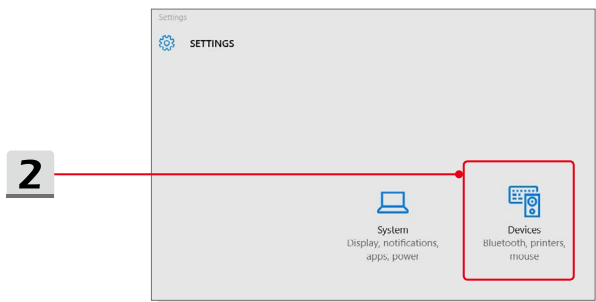 Settings
SETTINGS
2
System
Display, notifications,
apps, power
Devices
Bluetooth, printers,
mouse